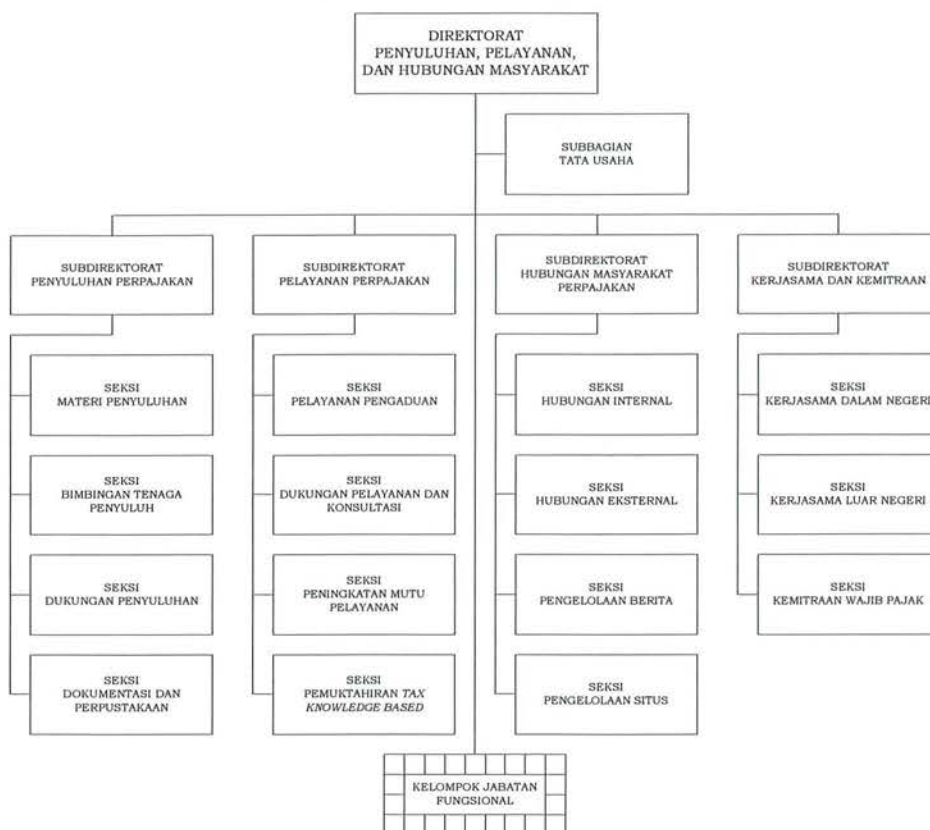 DIREKTORAT
PENYULUHAN, PELAYANAN,
DAN HUBUNGAN MASYARAKAT
SUBBAGIAN
TATA USAHA
SUBDIREKTORAT
PENYULUHAN PERPAJAKAN
SUBDIREKTORAT
PELAYANAN PERPAJAKAN
SUBDIREKTORAT
HUBUNGAN MASYARAKAT
PERPAJAKAN
SUBDIREKTORAT
KERJASAMA DAN KEMITRAAN
SEKSI
MATERI PENYULUHAN
SEKSI
PELAYANAN PENGADUAN
SEKSI
HUBUNGAN INTERNAL
SEKSI
KERJASAMA DALAM NEGERI
SEKSI
BIMBINGAN TENAGA
PENYULUH
SEKSI
DUKUNGAN PELAYANAN DAN
KONSULTASI
SEKSI
HUBUNGAN EKSTERNAL
SEKSI
KERJASAMA LUAR NEGERI
SEKSI
DUKUNGAN PENYULUHAN
SEKSI
PENINGKATAN MUTU
PELAYANAN
SEKSI
PENGELOLAAN BERITA
SEKSI
KEMITRAAN WAJIB PAJAK
SEKSI
DOKUMENTASI DAN
PERPUSTAKAAN
SEKSI
PEMUKTAHIRAN TAX
KNOWLEDGE BASED
SEKSI
PENGELOLAAN SITUS
KELOMPOK JABATAN
FUNGSIONAL